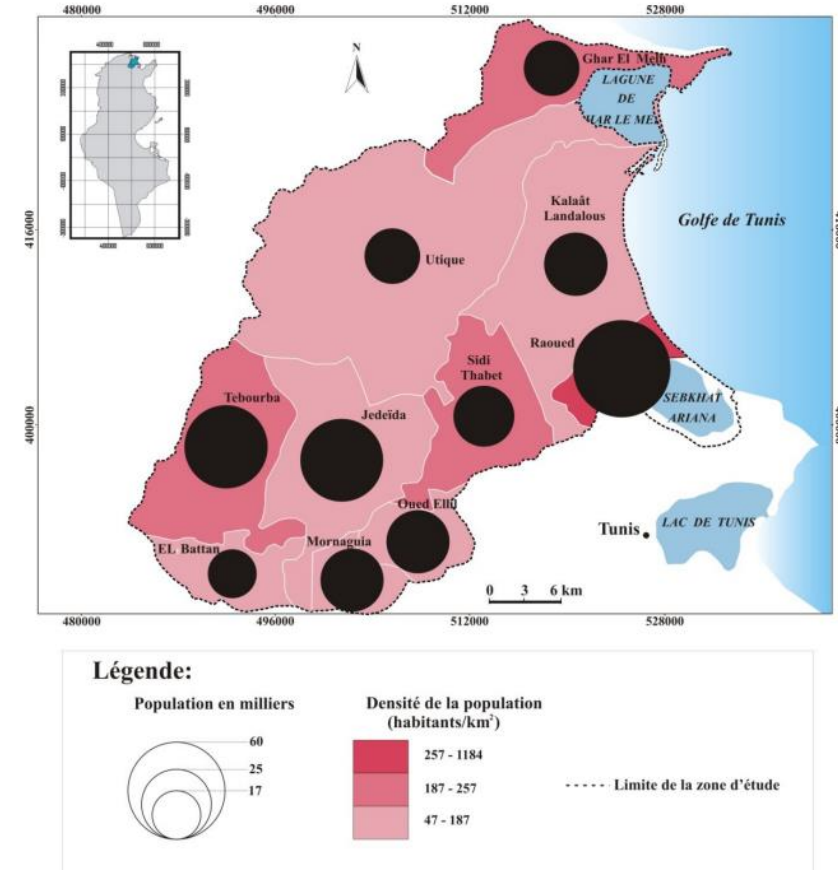 480000 496000 512000 528000
N
Ghar El Melh
LAGUNE
DE
HAR LE MEL
Golfe de Tunis
Kalaât
Landalous
416000
Utique
Raoued
Sidi
Thabet
Tebourba
Jedeïda
SEBKHAT
ARIANA
400000
Oued Ellil
EL Battan
Mornaguia
Tunis
LAC DE TUNIS
0 3 6 km
480000 496000 512000 528000
Légende:
Population en milliers
60
25
17
Densité de la population
(habitants/km²)
257 - 1184
187 - 257
47 - 187
Limite de la zone d'étude